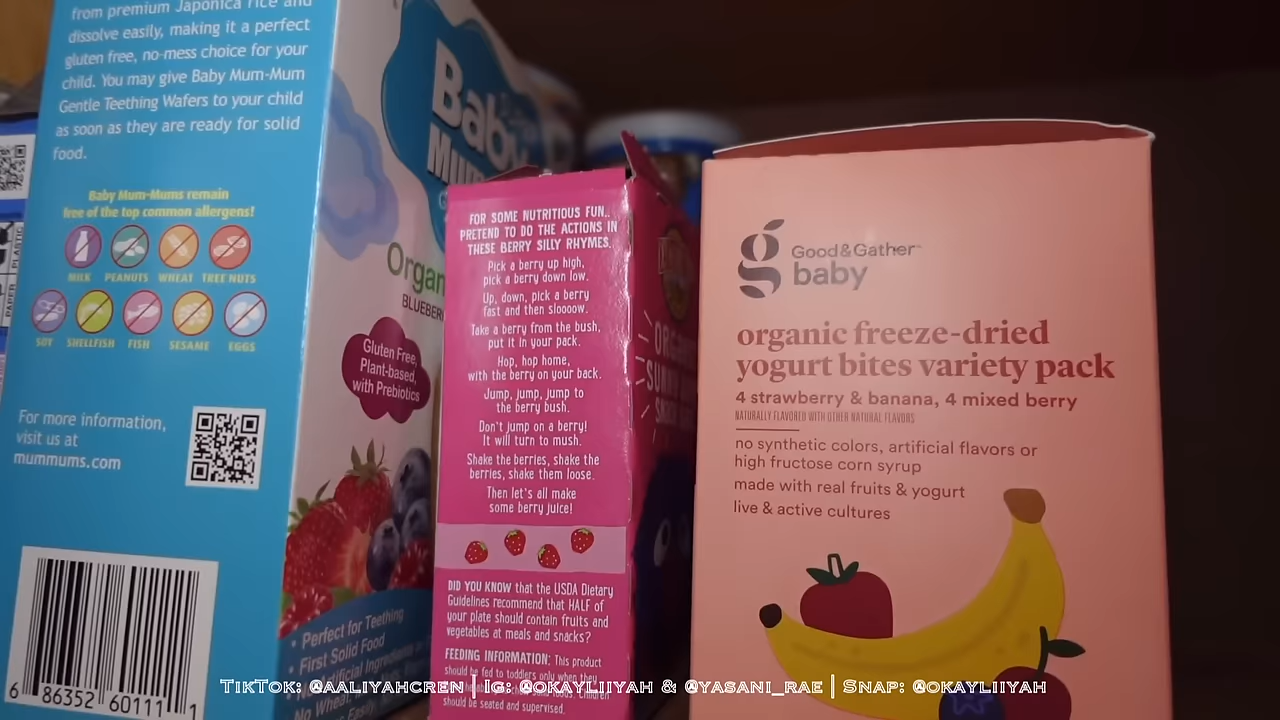 from premium Japonica rice and
dissolve easily, making it a perfect
gluten free, no-mess choice for your
child. You may give Baby Mum-Mum
Gentle Teething Wafers to your child
as soon as they are ready for solid
food.
Baby Mum-Mums remain
free of the top common allergens!
MILK PEANUTS WHEAT TREE NUTS
SOY SHELLFISH FISH SESAME EGGS
For more information,
visit us at
mummums.com
6 86352 60111 1
PAPER PLASTIC
Baby
Organ
BLUEBER
Gluten Free,
Plant-based,
with Prebiotics
• Perfect for Teething
• First Solid Food
Artificial Ingredients
No Wheat,
FOR SOME NUTRITIOUS FUN..
PRETEND TO DO THE ACTIONS IN
THESE BERRY SILLY RHYMES.
Pick a berry up high,
pick a berry down low.
Up, down, pick a berry
fast and then sloooow.
Take a berry from the bush,
put it in your pack.
Hop, hop home,
with the berry on your back.
Jump, jump, jump to
the berry bush.
Don't jump on a berry!
It will turn to mush.
Shake the berries, shake the
berries, shake them loose.
Then let's all make
some berry juice!
DID YOU KNOW that the USDA Dietary
Guidelines recommend that HALF of
your plate should contain fruits and
vegetables at meals and snacks?
FEEDING INFORMATION: This product
should be fed to toddlers only when they
should be seated and supervised.
Good&Gather™
baby
organic freeze-dried
yogurt bites variety pack
4 strawberry & banana, 4 mixed berry
NATURALLY FLAVORED WITH OTHER NATURAL FLAVORS
no synthetic colors, artificial flavors or
high fructose corn syrup
made with real fruits & yogurt
live & active cultures
TikTok: @aaliyahcren | Ig: @okayliiyah & @yasani_rae | Snap: @okayliiyah